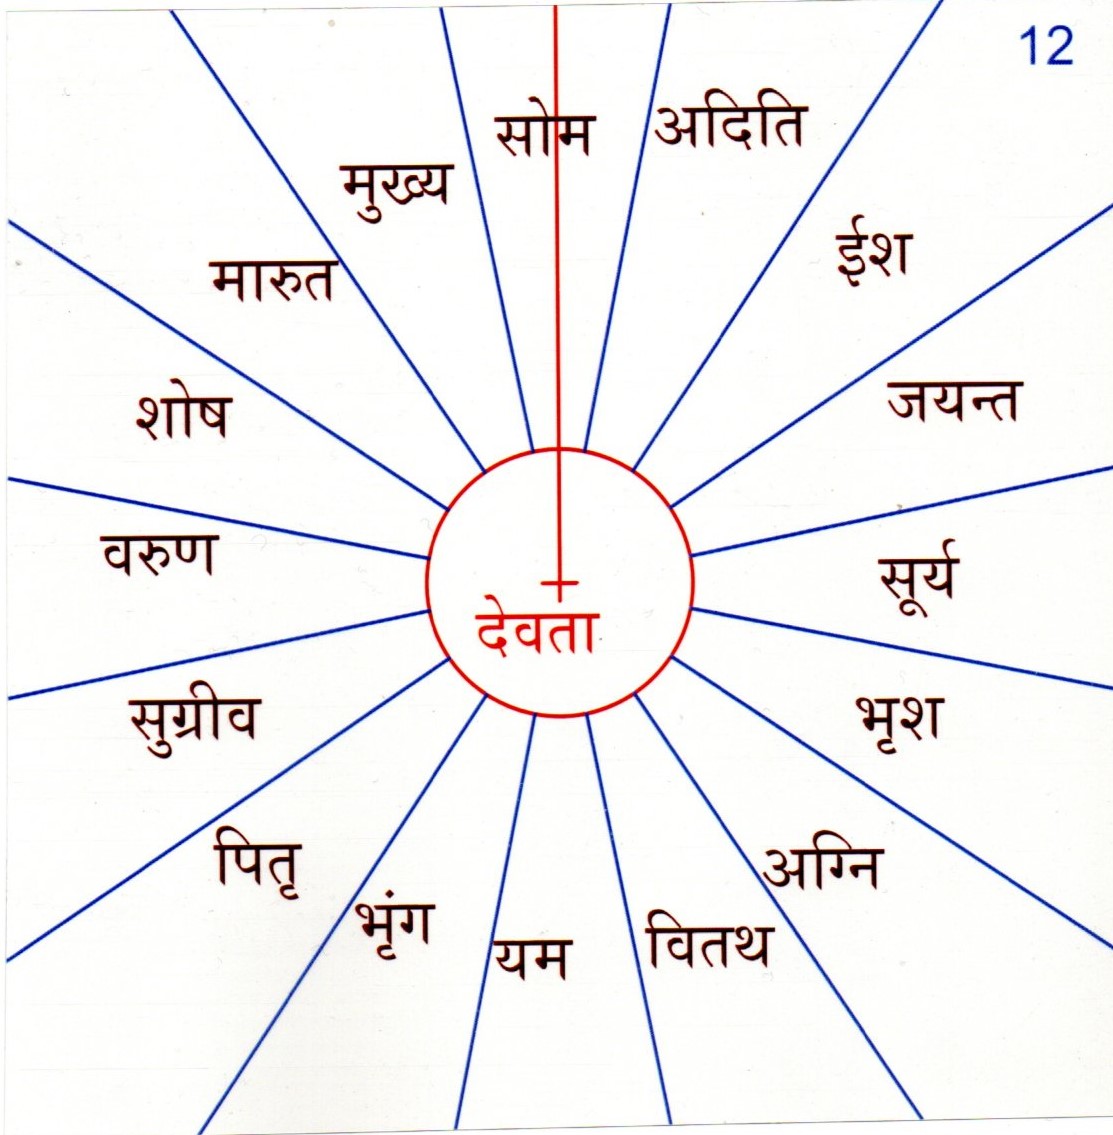 12
सोम
अदिति
मुख्य
ईश
मारुत
जयन्त
शोष
वरुण
सूर्य
देवता
सुग्रीव
भृश
पितृ
अग्नि
भृंग
वितथ
यम